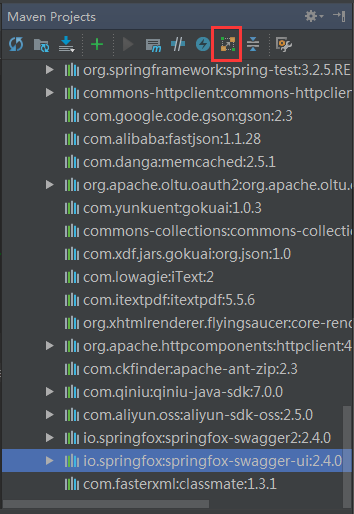 Maven Projects
org.springframework:spring-test:3.2.5.RE
commons-httpclient:commons-httpclien
com.google.code.gson:gson:2.3
com.alibaba:fastjson:1.1.28
com.danga:memcached:2.5.1
org.apache.oltu.oauth2:org.apache.oltu.
com.yunkuent:gokuai:1.0.3
commons-collections:commons-collectio
com.xdf.jars.gokuai:org.json:1.0
com.lowagie:iText:2
com.itextpdf:itextpdf:5.5.6
org.xhtmlrenderer.flyingsaucer:core-ren
org.apache.httpcomponents:httpclient:4
com.ckfinder:apache-ant-zip:2.3
com.qiniu:qiniu-java-sdk:7.0.0
com.aliyun.oss:aliyun-sdk-oss:2.5.0
io.springfox:springfox-swagger2:2.4.0
io.springfox:springfox-swagger-ui:2.4.0
com.fasterxml:classmate:1.3.1